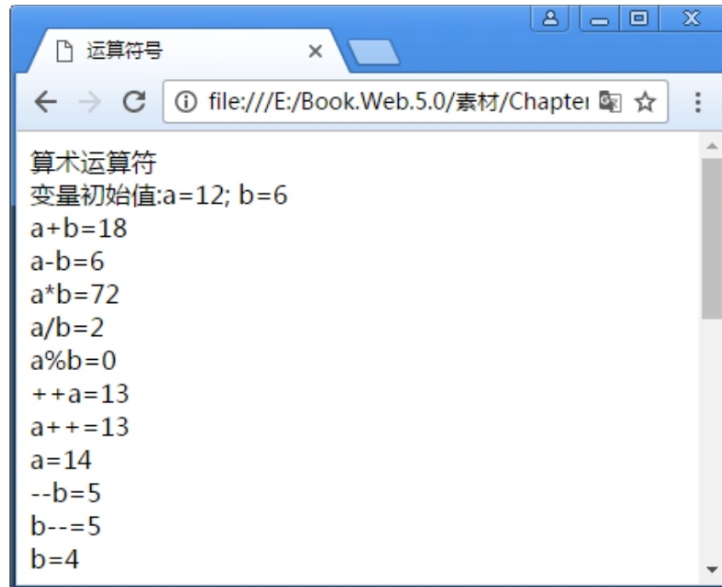 运算符号
file:///E:/Book.Web.5.0/素材/Chapter
算术运算符
变量初始值:a=12; b=6
a+b=18
a-b=6
a*b=72
a/b=2
a%b=0
++a=13
a++=13
a=14
--b=5
b--=5
b=4